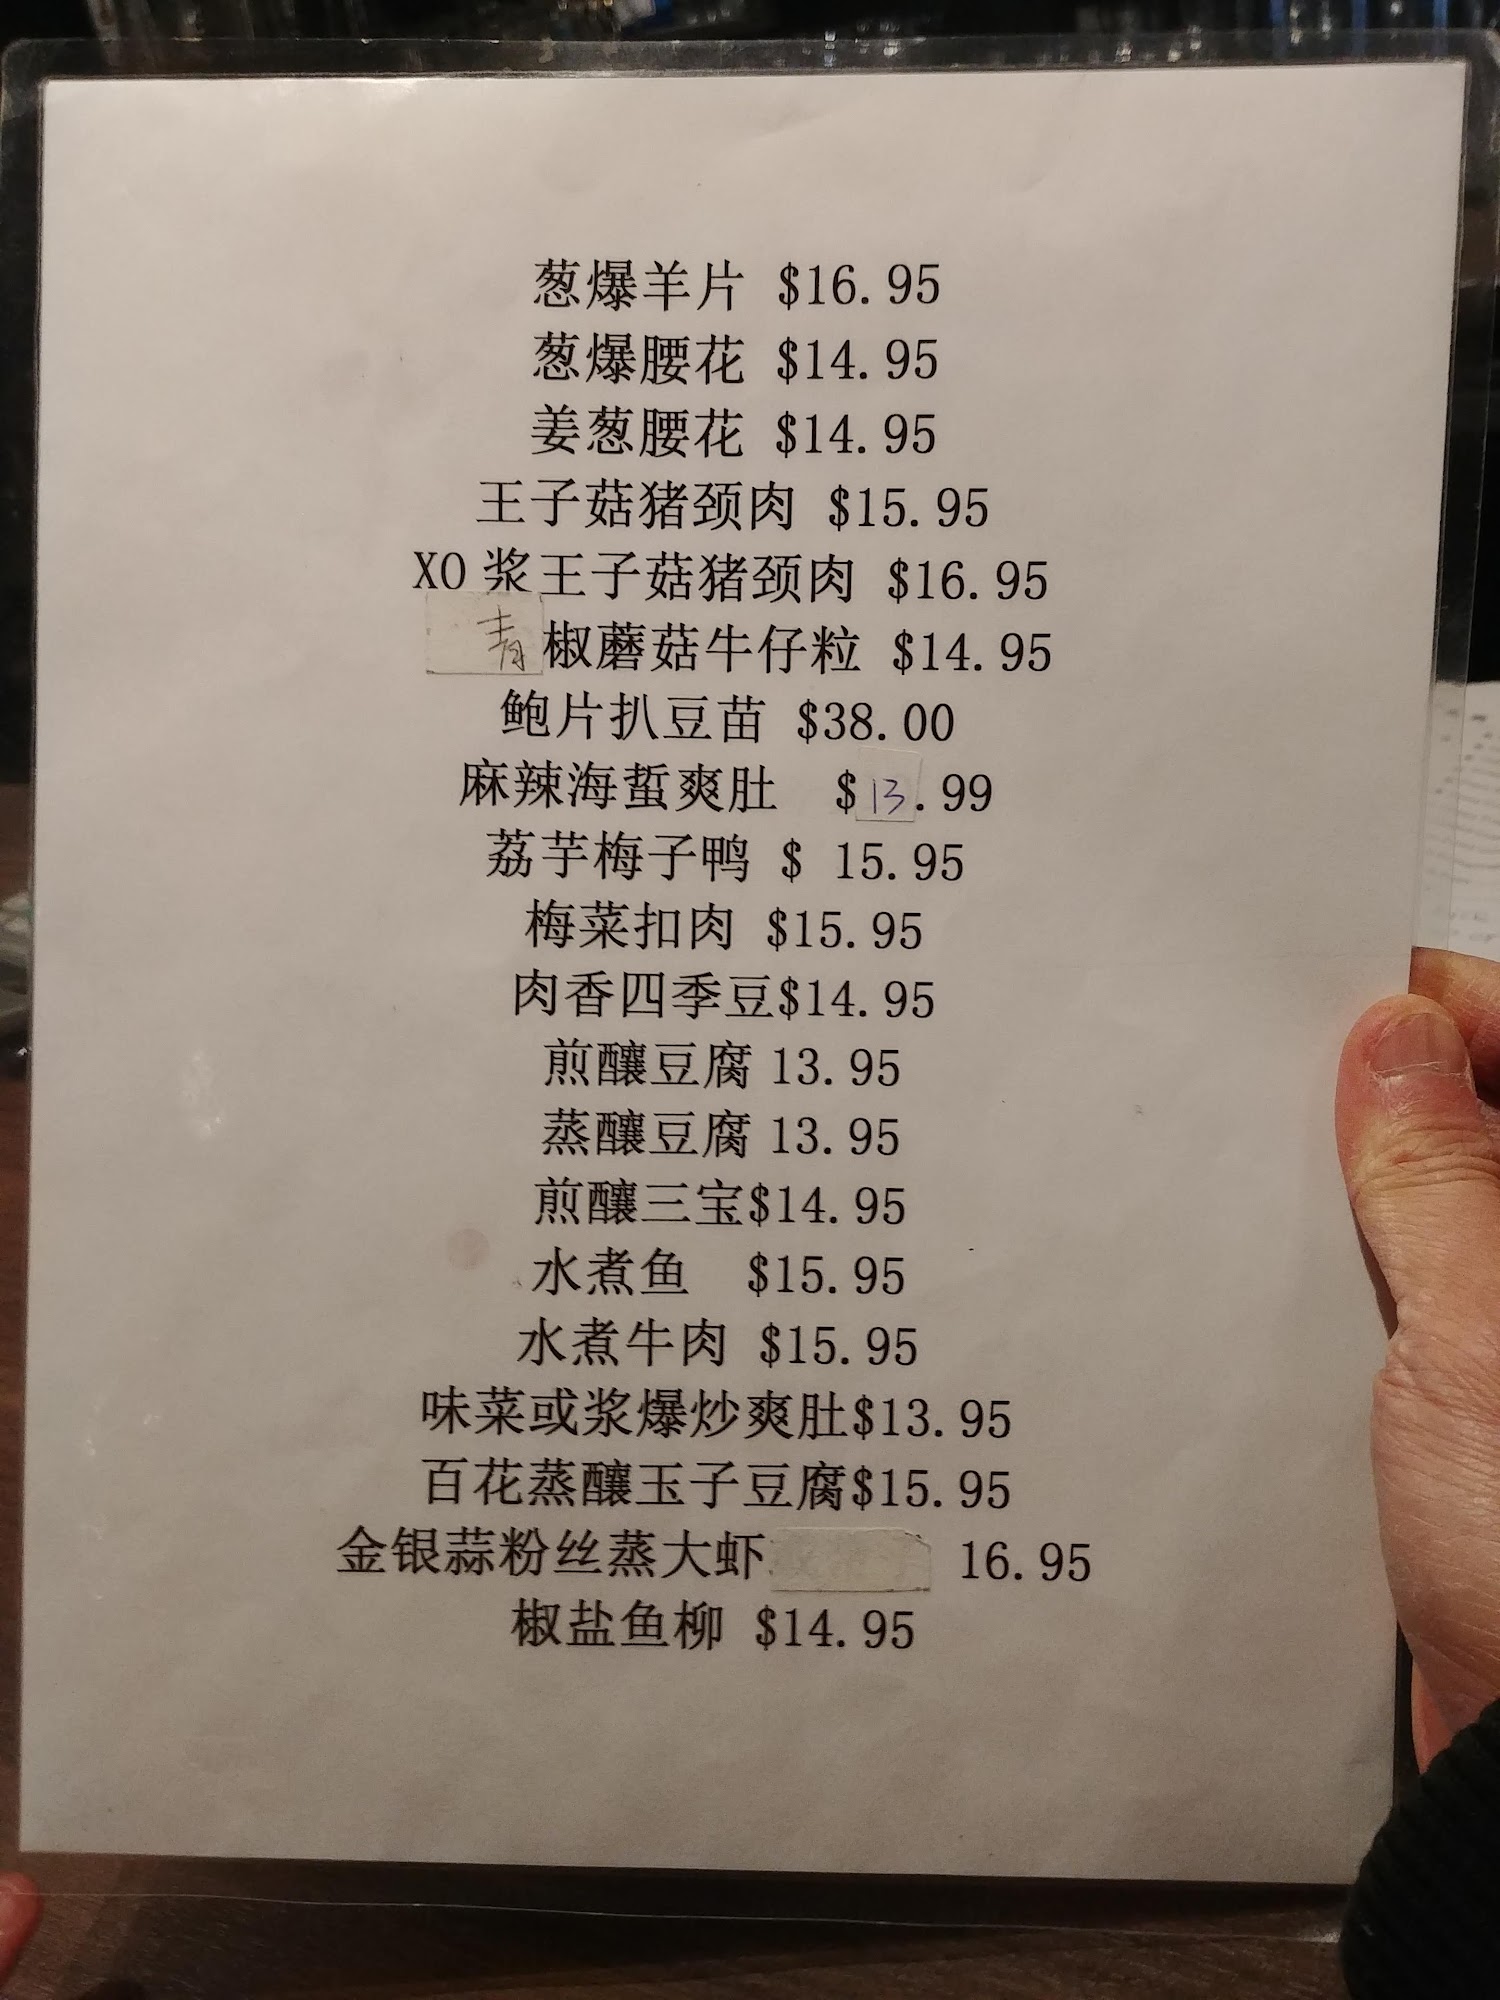 葱爆羊片 $16.95
葱爆腰花 $14.95
姜葱腰花 $14.95
王子菇猪颈肉 $15.95
XO 浆王子菇猪颈肉 $16.95
青椒蘑菇牛仔粒 $14.95
鲍片扒豆苗 $38.00
麻辣海蜇爽肚 $13.99
荔芋梅子鸭 $ 15.95
梅菜扣肉 $15.95
肉香四季豆$14.95
煎釀豆腐 13.95
蒸釀豆腐 13.95
煎釀三宝$14.95
水煮鱼 $15.95
水煮牛肉 $15.95
味菜或浆爆炒爽肚$13.95
百花蒸釀玉子豆腐$15.95
金银蒜粉丝蒸大虾 16.95
椒盐鱼柳 $14.95